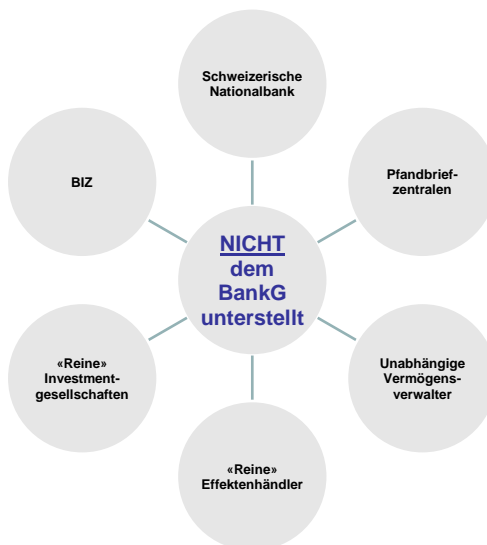 Schweizerische
Nationalbank
BIZ
Pfandbrief-
zentralen
NICHT
dem
BankG
unterstellt
«Reine»
Investment-
gesellschaften
Unabhängige
Vermögens-
verwalter
«Reine»
Effektenhändler